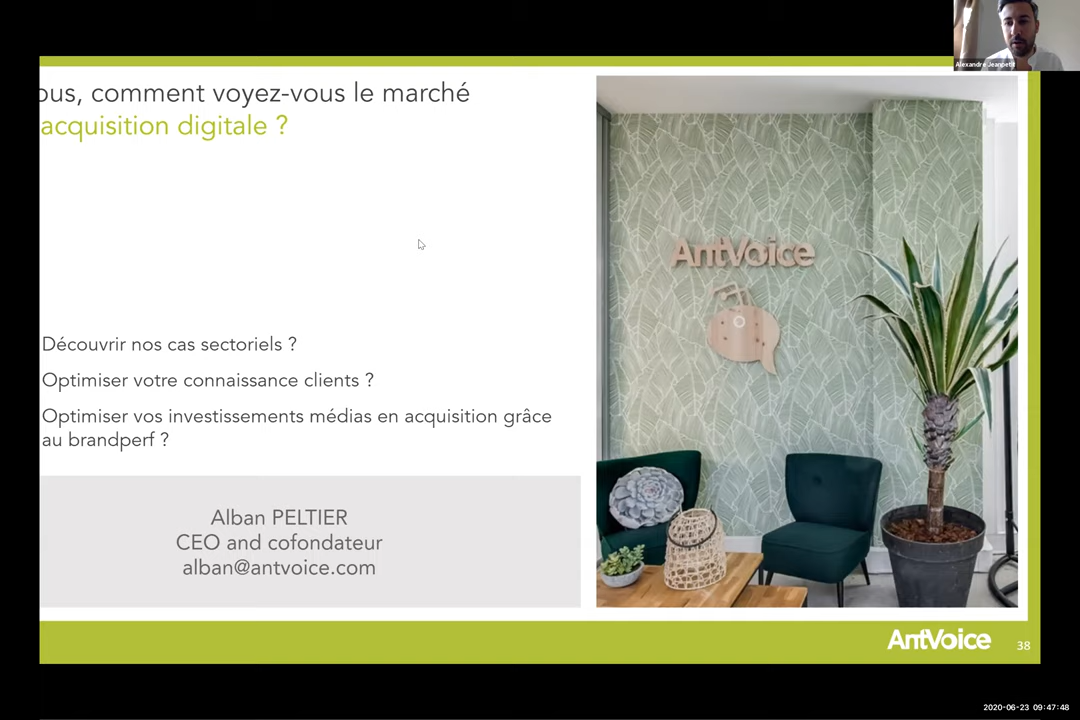 Alexandre Jeanpetit
ous, comment voyez-vous le marché
acquisition digitale ?
AntVoice
Découvrir nos cas sectoriels ?
Optimiser votre connaissance clients ?
Optimiser vos investissements médias en acquisition grâce
au brandperf ?
Alban PELTIER
CEO and cofondateur
alban@antvoice.com
AntVoice
38
2020-06-23 09:47:48